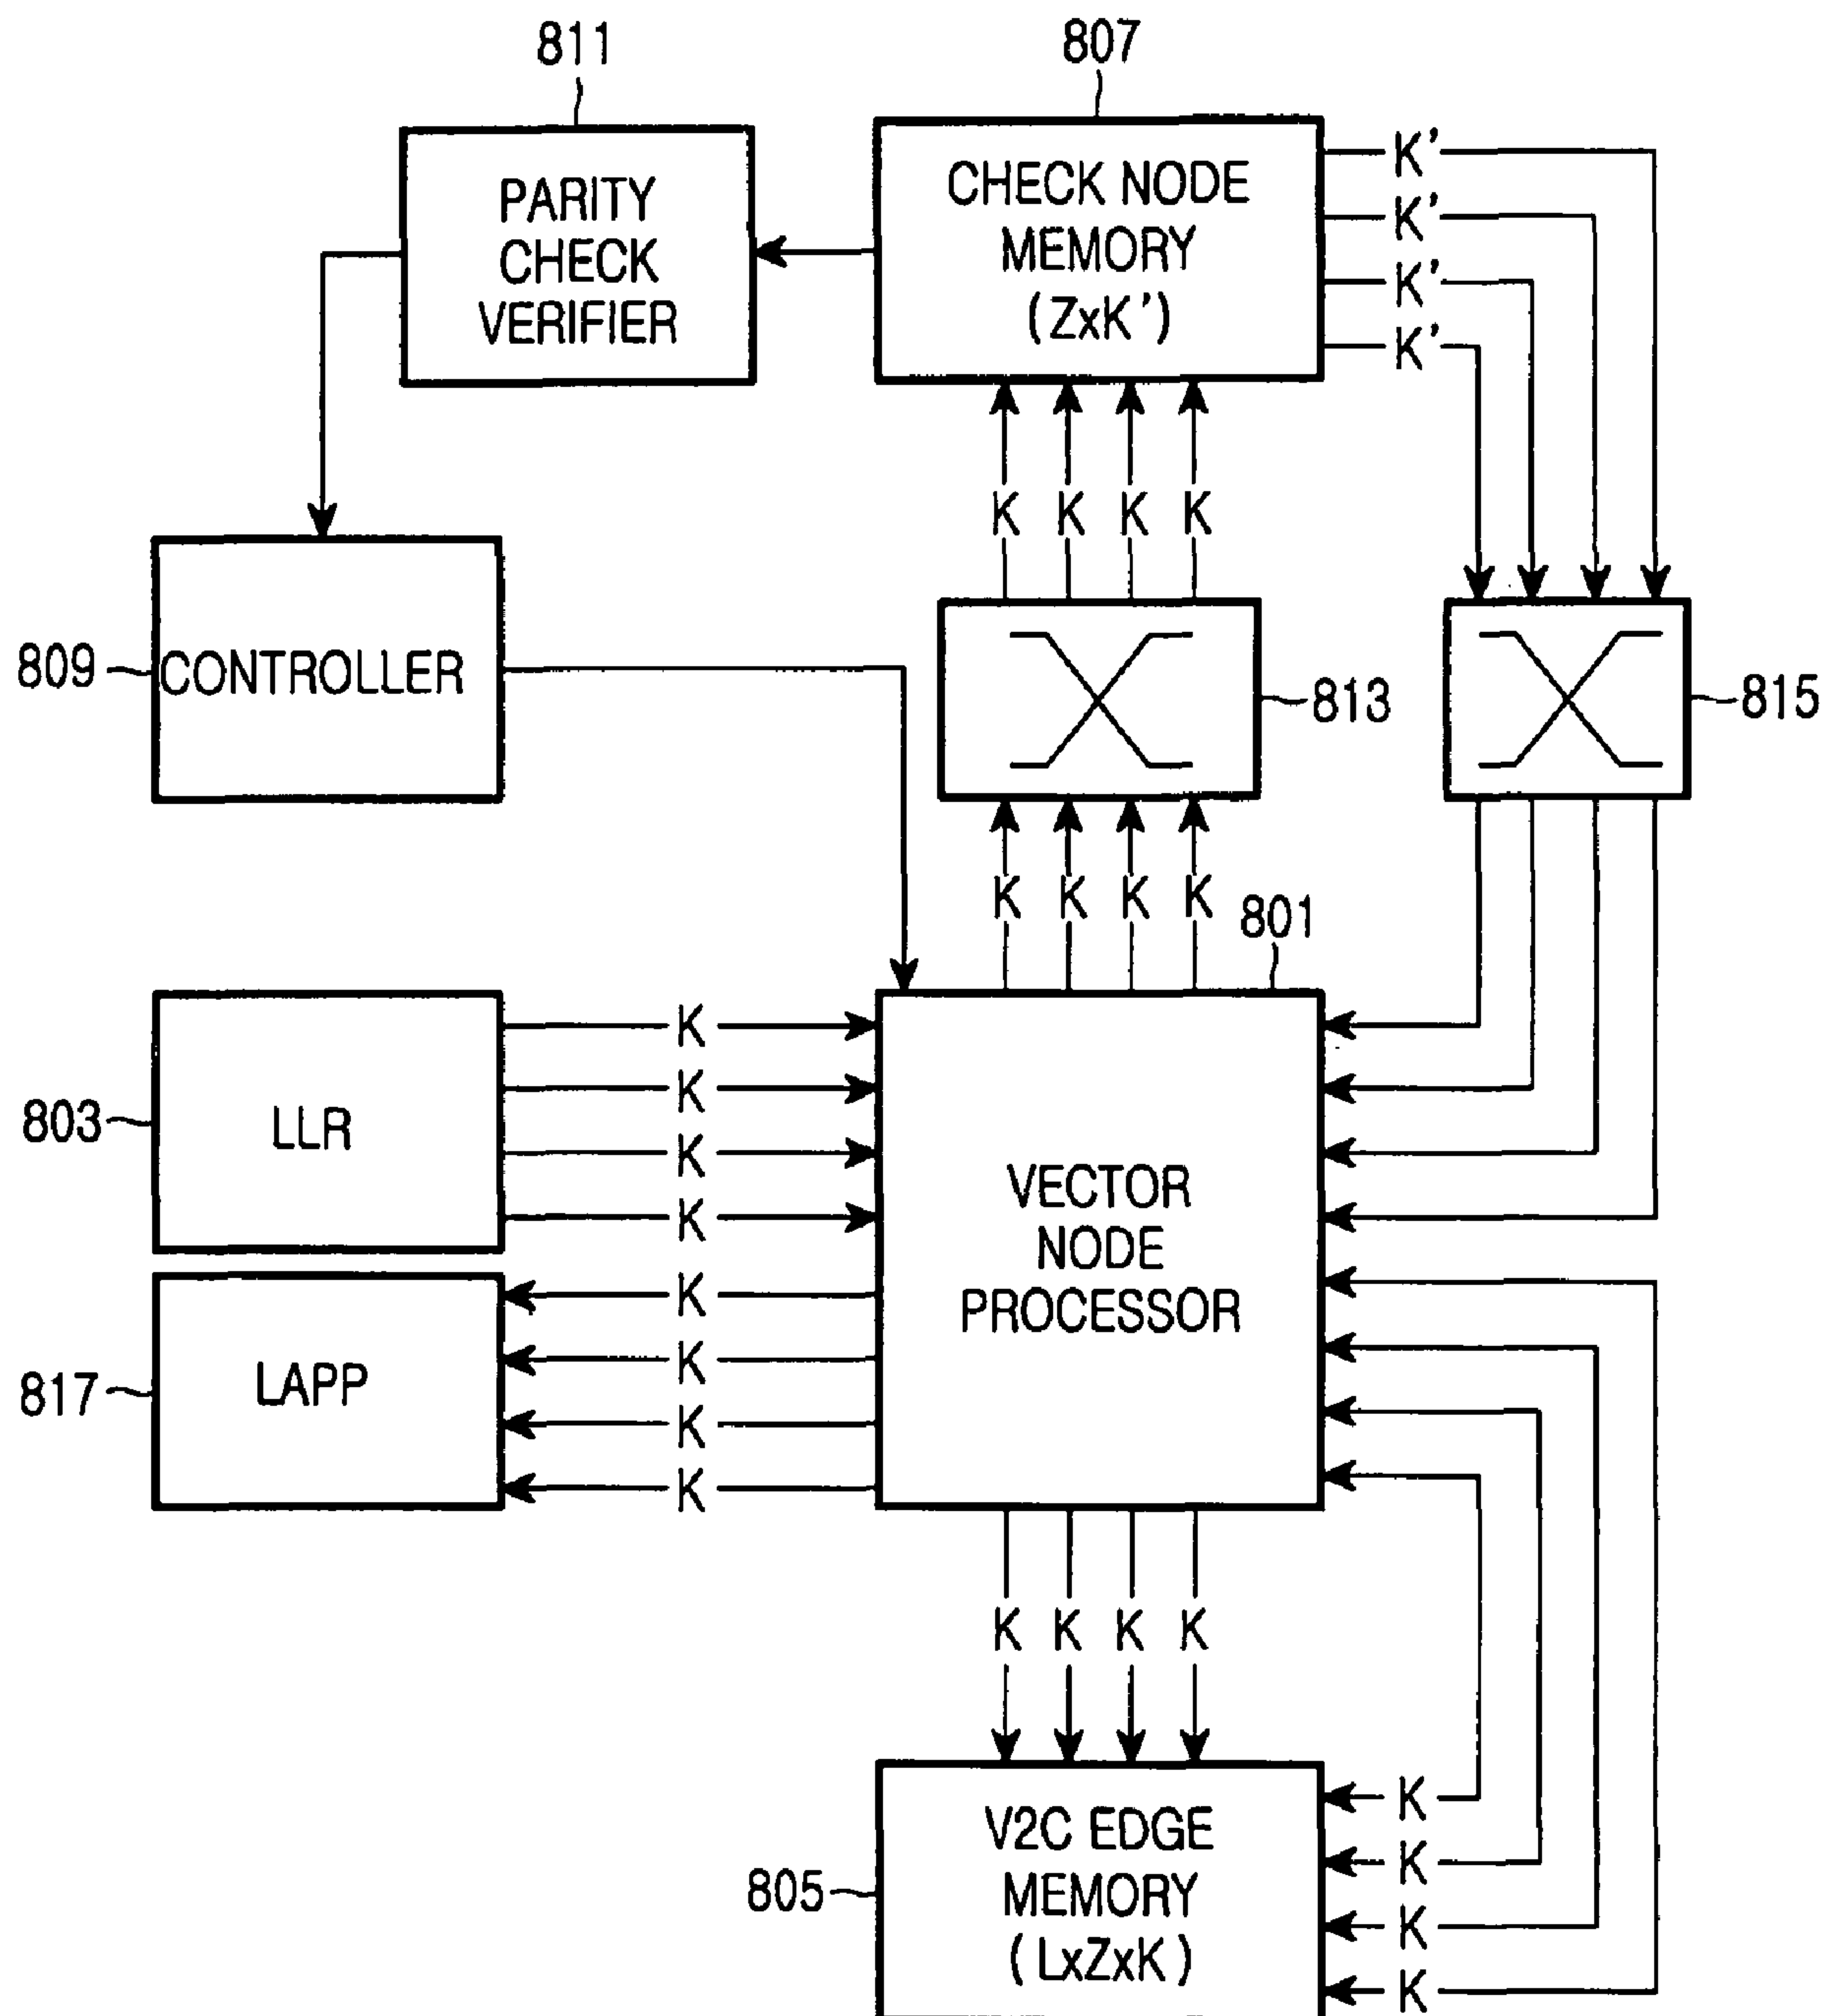 811
807
PARITY
CHECK
VERIFIER
CHECK NODE
MEMORY
(ZxK')
K'
K'
K'
K'
K K K K
809
CONTROLLER
813
815
K K K K
801
803
LLR
K
K
K
K
VECTOR
NODE
PROCESSOR
817
LAPP
K
K
K
K
K K K K
805
V2C EDGE
MEMORY
(LxZxK)
K
K
K
K